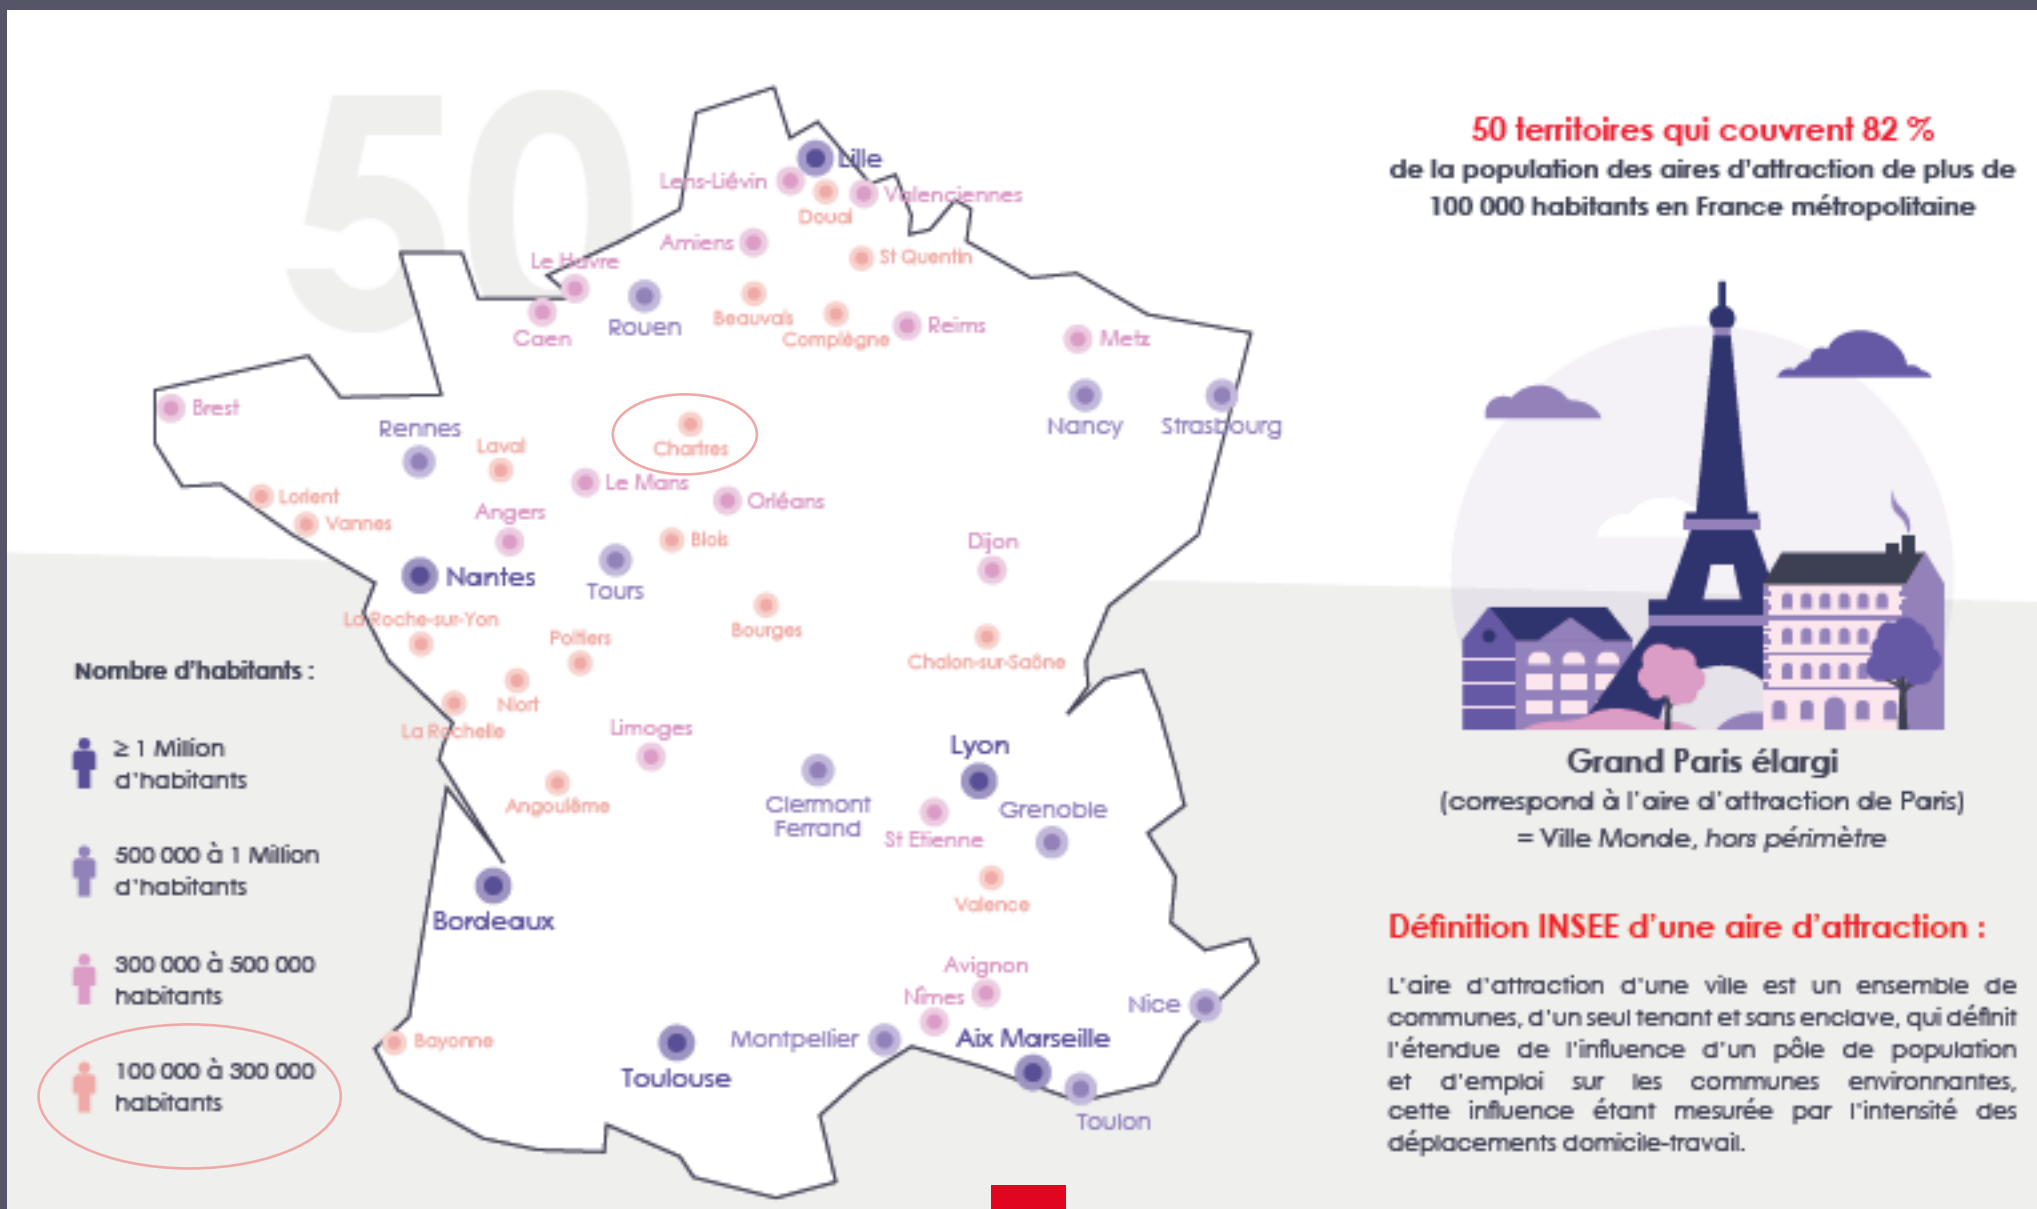 50
Lille
Lens-Liévin
Valenciennes
Douai
Amiens
St Quentin
Le Havre
Rouen
Beauvais
Compiègne
Reims
Caen
Metz
Brest
Nancy
Strasbourg
Rennes
Laval
Chartres
Le Mans
Orléans
Lorient
Vannes
Angers
Blois
Dijon
Nantes
Tours
La Roche-sur-Yon
Poitiers
Bourges
Chalon-sur-Saône
Niort
La Rochelle
Limoges
Angoulême
Lyon
Clermont
Ferrand
Grenoble
St Etienne
Valence
Bordeaux
Avignon
Nîmes
Nice
Montpellier
Aix Marseille
Bayonne
Toulouse
Toulon
Nombre d'habitants :
≥ 1 Million
d'habitants
500 000 à 1 Million
d'habitants
300 000 à 500 000
habitants
100 000 à 300 000
habitants
50 territoires qui couvrent 82 %
de la population des aires d'attraction de plus de
100 000 habitants en France métropolitaine
Grand Paris élargi
(correspond à l'aire d'attraction de Paris)
= Ville Monde, hors périmètre
Définition INSEE d'une aire d'attraction :
L'aire d'attraction d'une ville est un ensemble de
communes, d'un seul tenant et sans enclave, qui définit
l'étendue de l'influence d'un pôle de population
et d'emploi sur les communes environnantes,
cette influence étant mesurée par l'intensité des
déplacements domicile-travail.